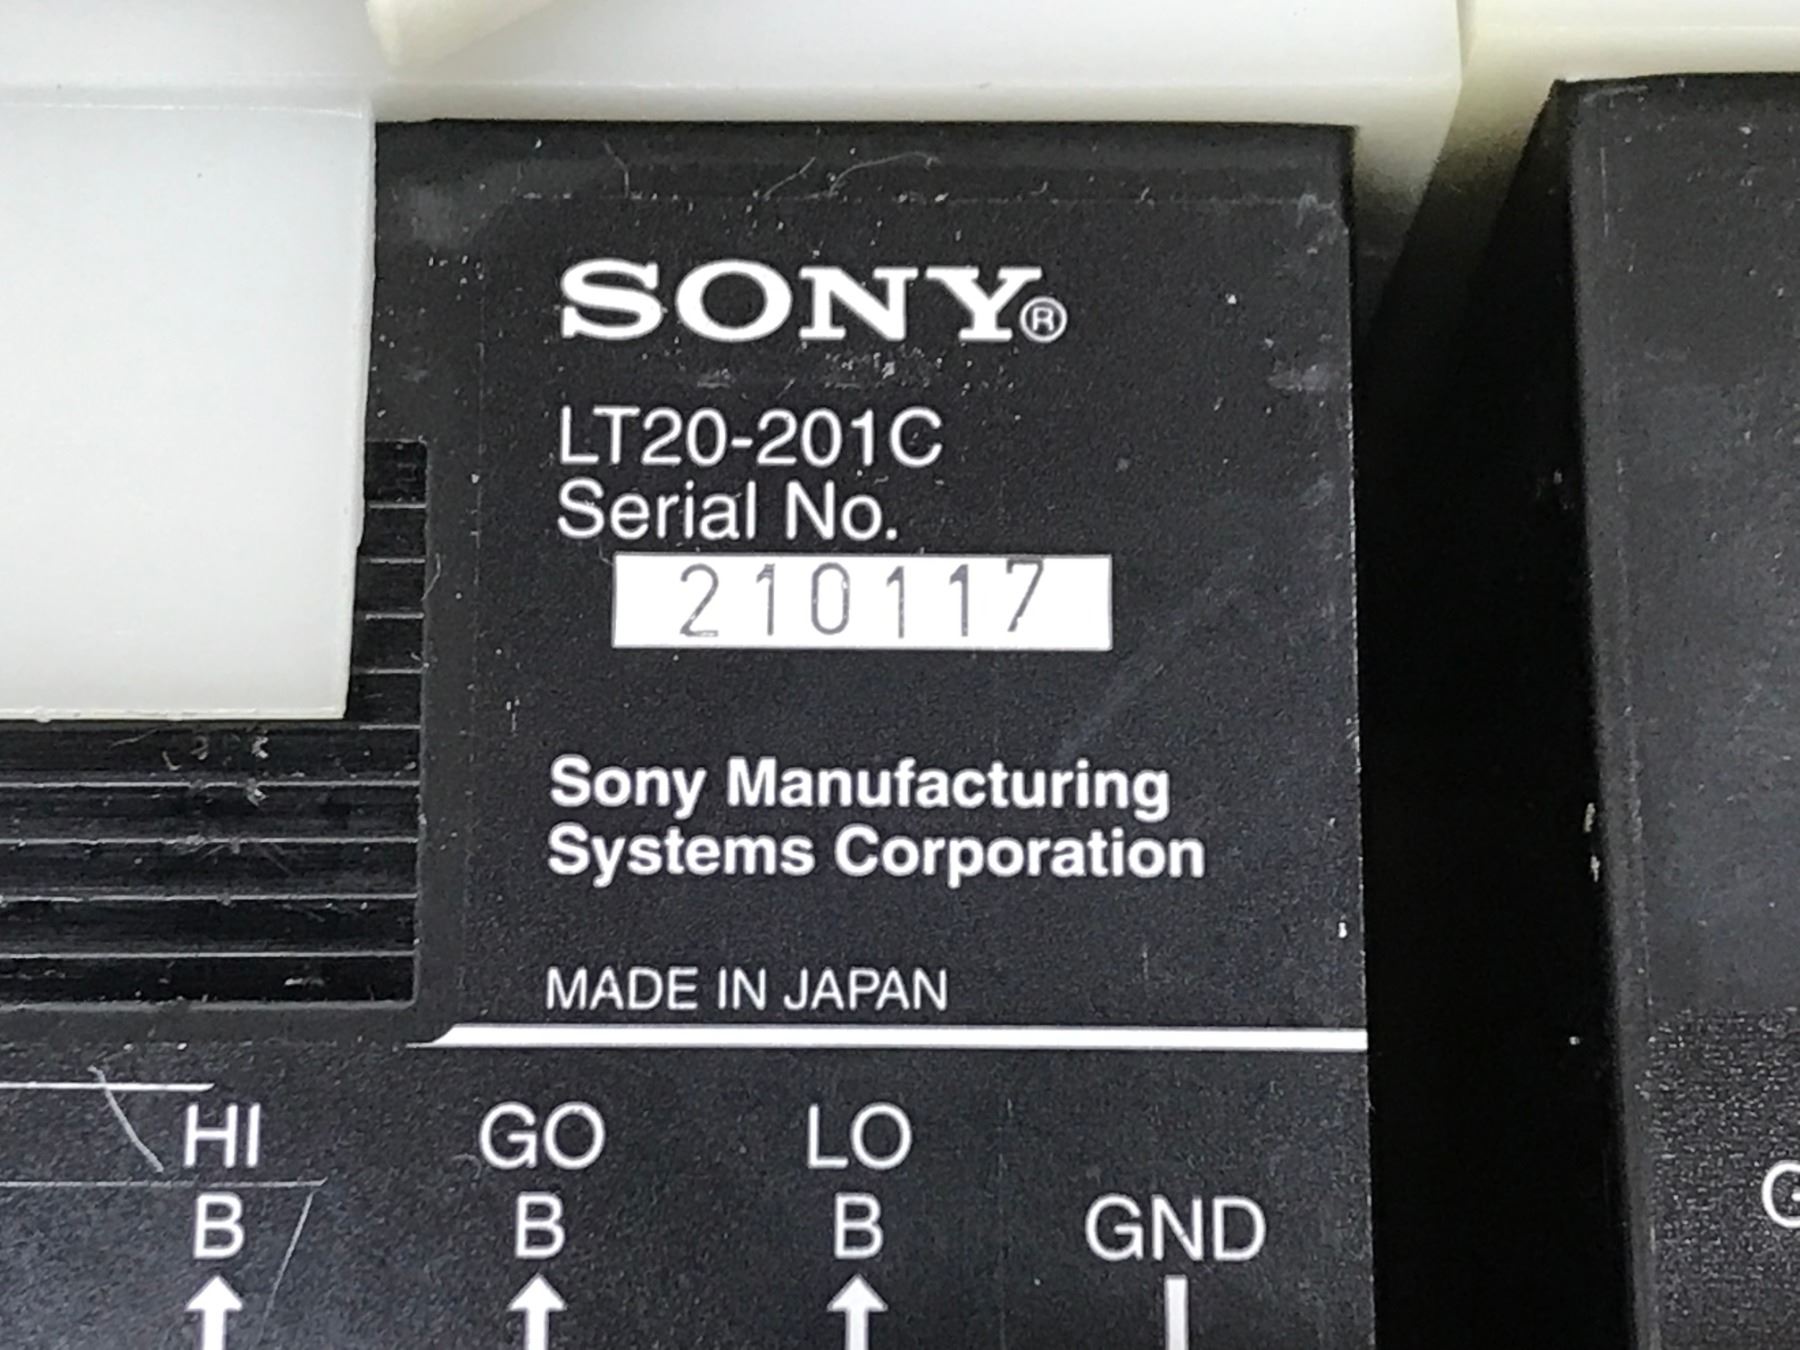 SONY®
LT20-201C
Serial No.
210117
Sony Manufacturing
Systems Corporation
MADE IN JAPAN
HI GO LO
B B B GND